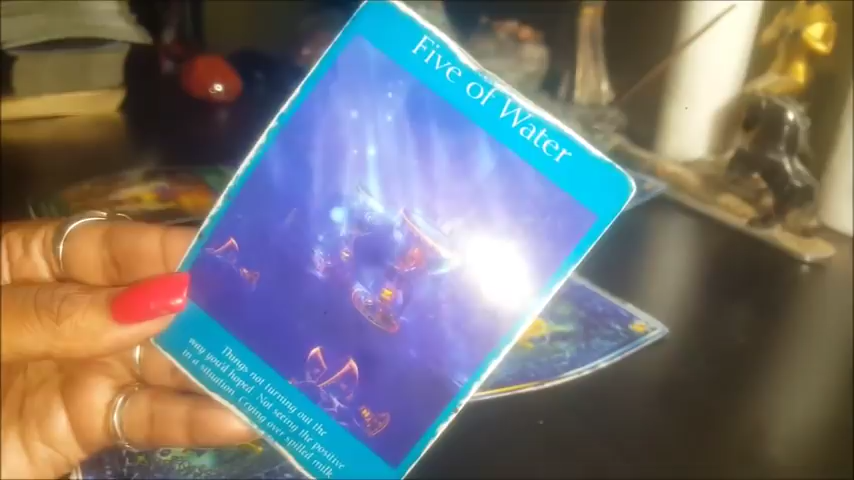 Five of Water
Things not turning out the
way you'd hoped. Not seeing the positive
in a situation. Crying over spilled milk.